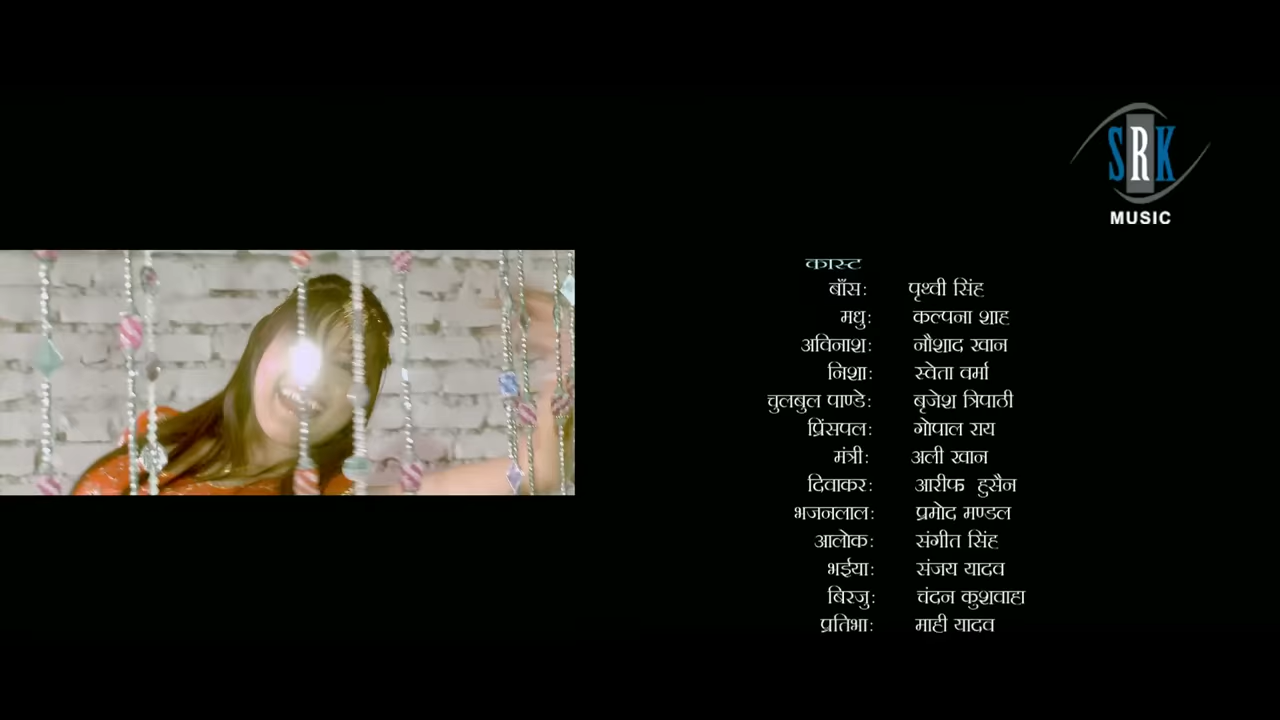 SRK
MUSIC
कास्ट
बॉंस: पृथ्वी सिंह
मधु: कल्पना शाह
अविनाश: नौशाद खान
निशा: स्वेता वर्मा
चुलबुल पाण्डे: बृजेश त्रिपाठी
प्रिंसपल: गोपाल राय
मंत्री: अली खान
दिवाकर: आरीफ हुसैन
भजनलाल: प्रमोद मण्डल
आलोक: संगीत सिंह
भईया: संजय यादव
बिरजु: चंदन कुशवाहा
प्रतिभा: माही यादव